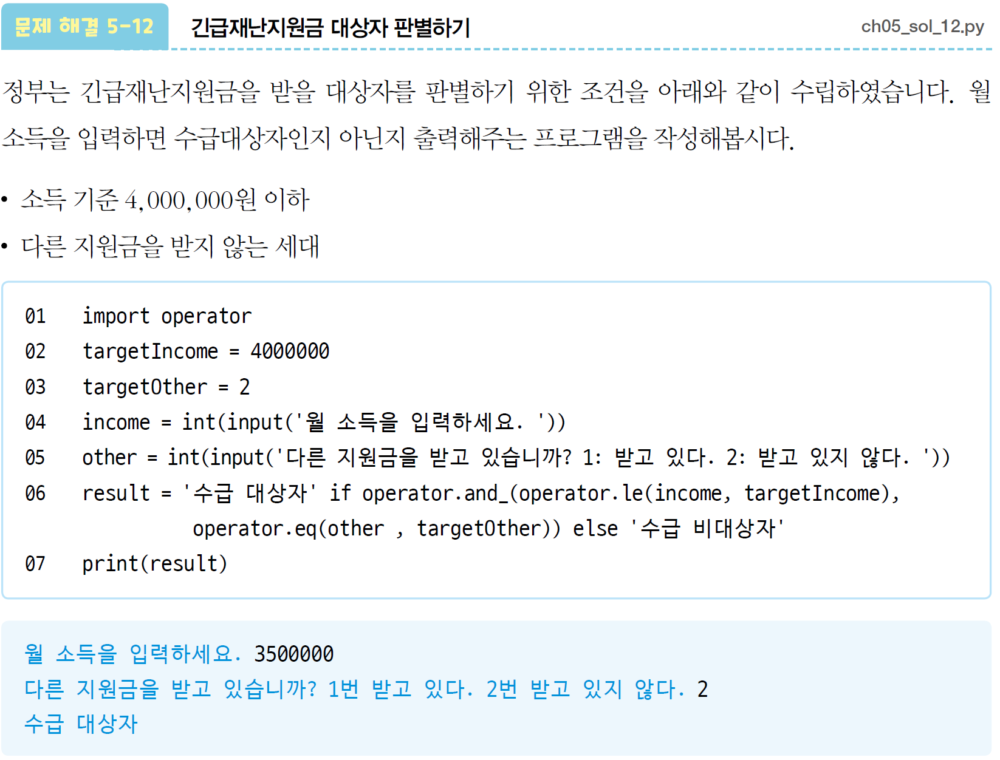 문제 해결 5-12 긴급재난지원금 대상자 판별하기 ch05_sol_12.py
정부는 긴급재난지원금을 받을 대상자를 판별하기 위한 조건을 아래와 같이 수립하였습니다. 월
소득을 입력하면 수급대상자인지 아닌지 출력해주는 프로그램을 작성해봅시다.
• 소득 기준 4,000,000원 이하
• 다른 지원금을 받지 않는 세대
01 import operator
02 targetIncome = 4000000
03 targetOther = 2
04 income = int(input('월 소득을 입력하세요. '))
05 other = int(input('다른 지원금을 받고 있습니까? 1: 받고 있다. 2: 받고 있지 않다. '))
06 result = '수급 대상자' if operator.and_(operator.le(income, targetIncome),
operator.eq(other , targetOther)) else '수급 비대상자'
07 print(result)
월 소득을 입력하세요. 3500000
다른 지원금을 받고 있습니까? 1번 받고 있다. 2번 받고 있지 않다. 2
수급 대상자